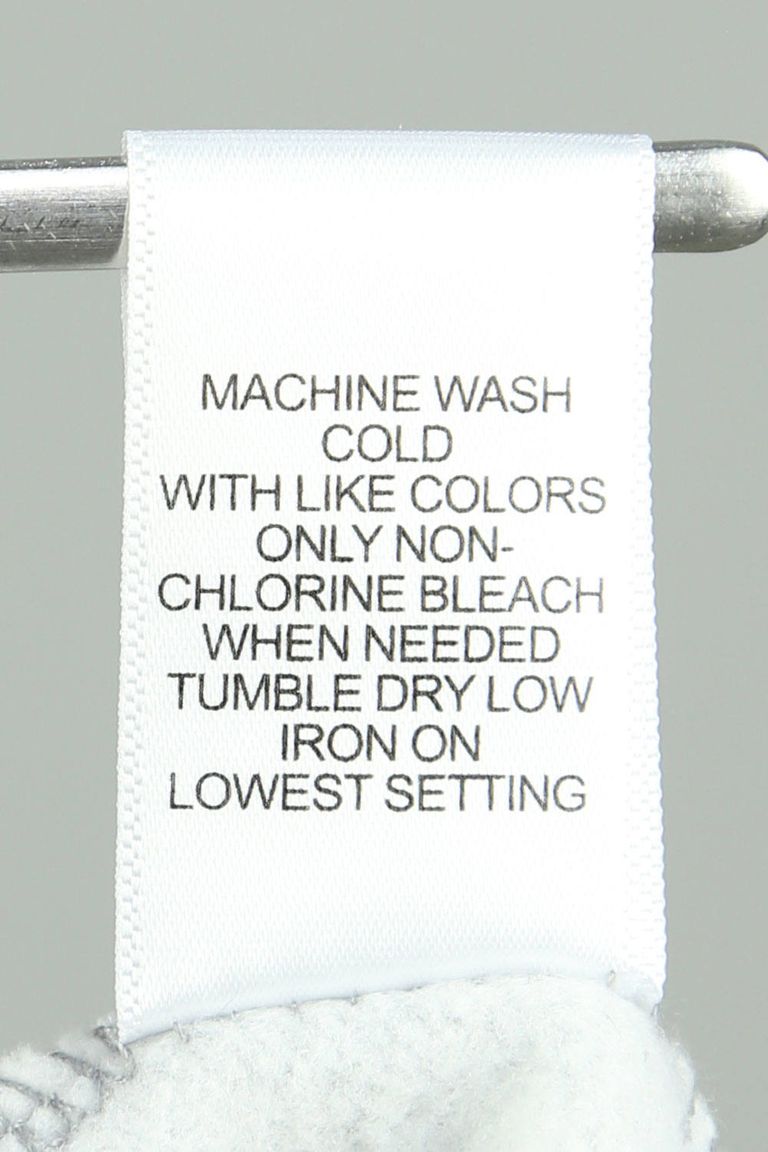 MACHINE WASH
COLD
WITH LIKE COLORS
ONLY NON-
CHLORINE BLEACH
WHEN NEEDED
TUMBLE DRY LOW
IRON ON
LOWEST SETTING